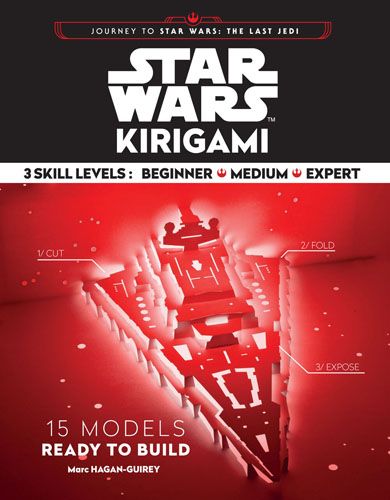 JOURNEY TO STAR WARS: THE LAST JEDI
STAR
WARS
TM
KIRIGAMI
3 SKILL LEVELS: BEGINNER MEDIUM EXPERT
1/ CUT
2/ FOLD
3/ EXPOSE
15 MODELS
READY TO BUILD
Marc HAGAN-GUIREY